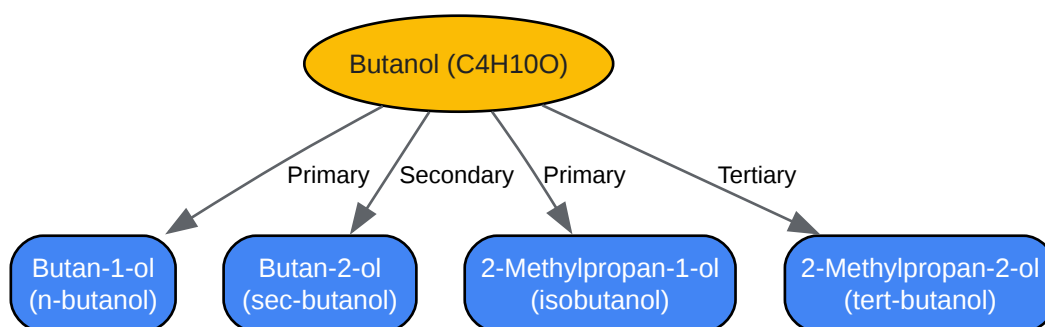 Butanol (C4H10O)
Primary
Secondary
Primary
Tertiary
Butan-1-ol
(n-butanol)
Butan-2-ol
(sec-butanol)
2-Methylpropan-1-ol
(isobutanol)
2-Methylpropan-2-ol
(tert-butanol)